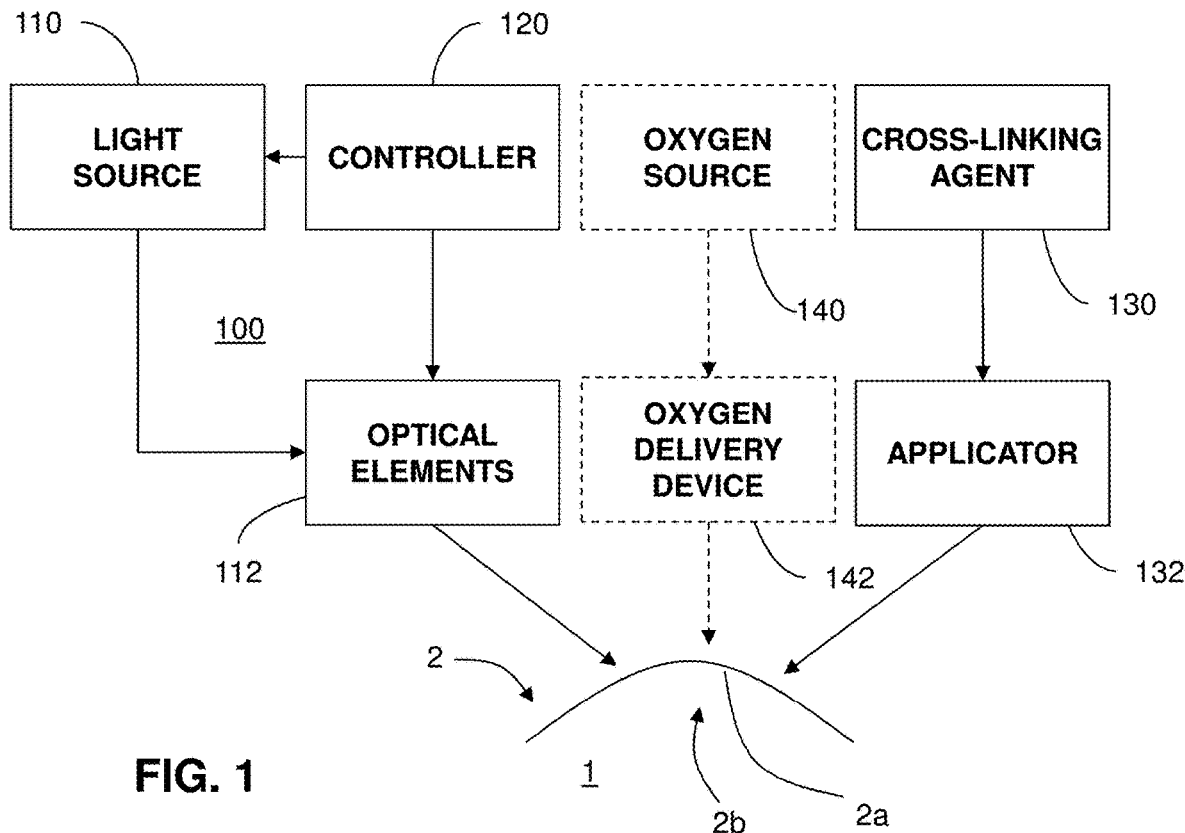 110
120
LIGHT
SOURCE
CONTROLLER
OXYGEN
SOURCE
CROSS-LINKING
AGENT
100
140
130
OPTICAL
ELEMENTS
OXYGEN
DELIVERY
DEVICE
APPLICATOR
112
142
132
2
FIG. 1
1
2b
2a